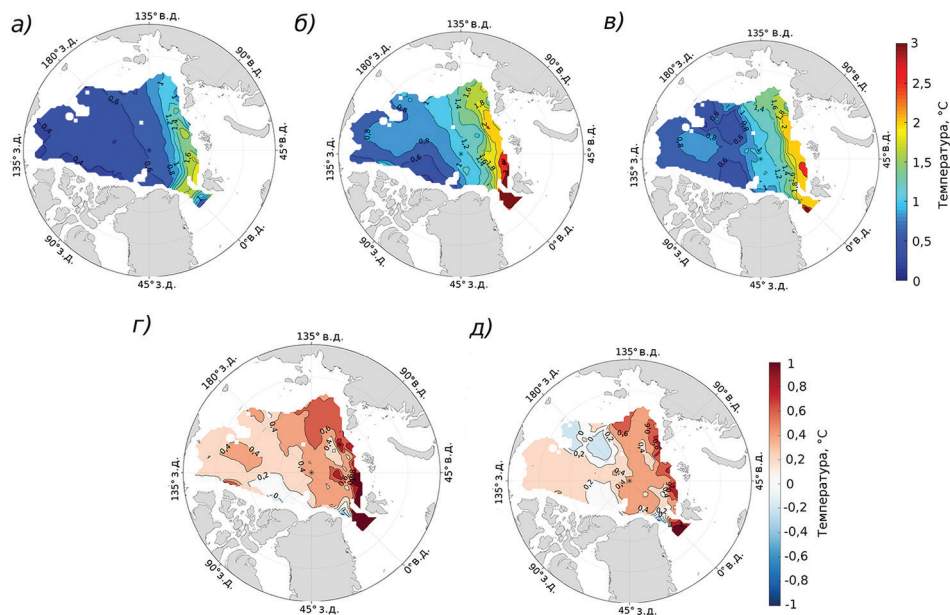 а)
б)
в)
135° в.д.
135° в.д.
135° в.д.
180° з.д.
90° в.д.
180° з.д.
90° в.д.
180° з.д.
90° в.д.
135° з.д.
45° в.д.
135° з.д.
45° в.д.
135° з.д.
45° в.д.
90° з.д.
0° в.д.
90° з.д.
0° в.д.
90° з.д.
0° в.д.
45° з.д.
45° з.д.
45° з.д.
3
2,5
2
1,5
1
0,5
0
Температура, °C
г)
д)
135° в.д.
135° в.д.
180° з.д.
90° в.д.
180° з.д.
90° в.д.
135° з.д.
45° в.д.
135° з.д.
45° в.д.
90° з.д.
0° в.д.
90° з.д.
0° в.д.
45° з.д.
45° з.д.
1
0,8
0,6
0,4
0,2
0
-0,2
-0,4
-0,6
-0,8
-1
Температура, °C